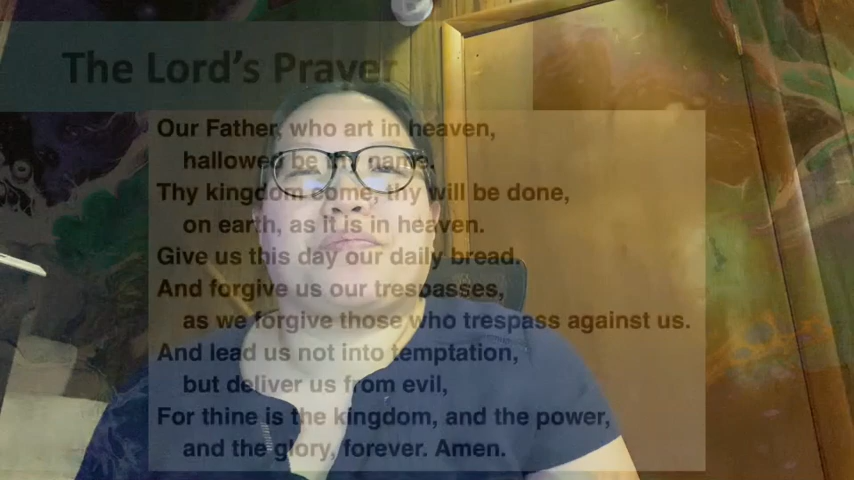 The Lord's Prayer
Our Father, who art in heaven,
hallowed be thy name.
Thy kingdom come, thy will be done,
on earth, as it is in heaven.
Give us this day our daily bread.
And forgive us our trespasses,
as we forgive those who trespass against us.
And lead us not into temptation,
but deliver us from evil,
For thine is the kingdom, and the power,
and the glory, forever. Amen.